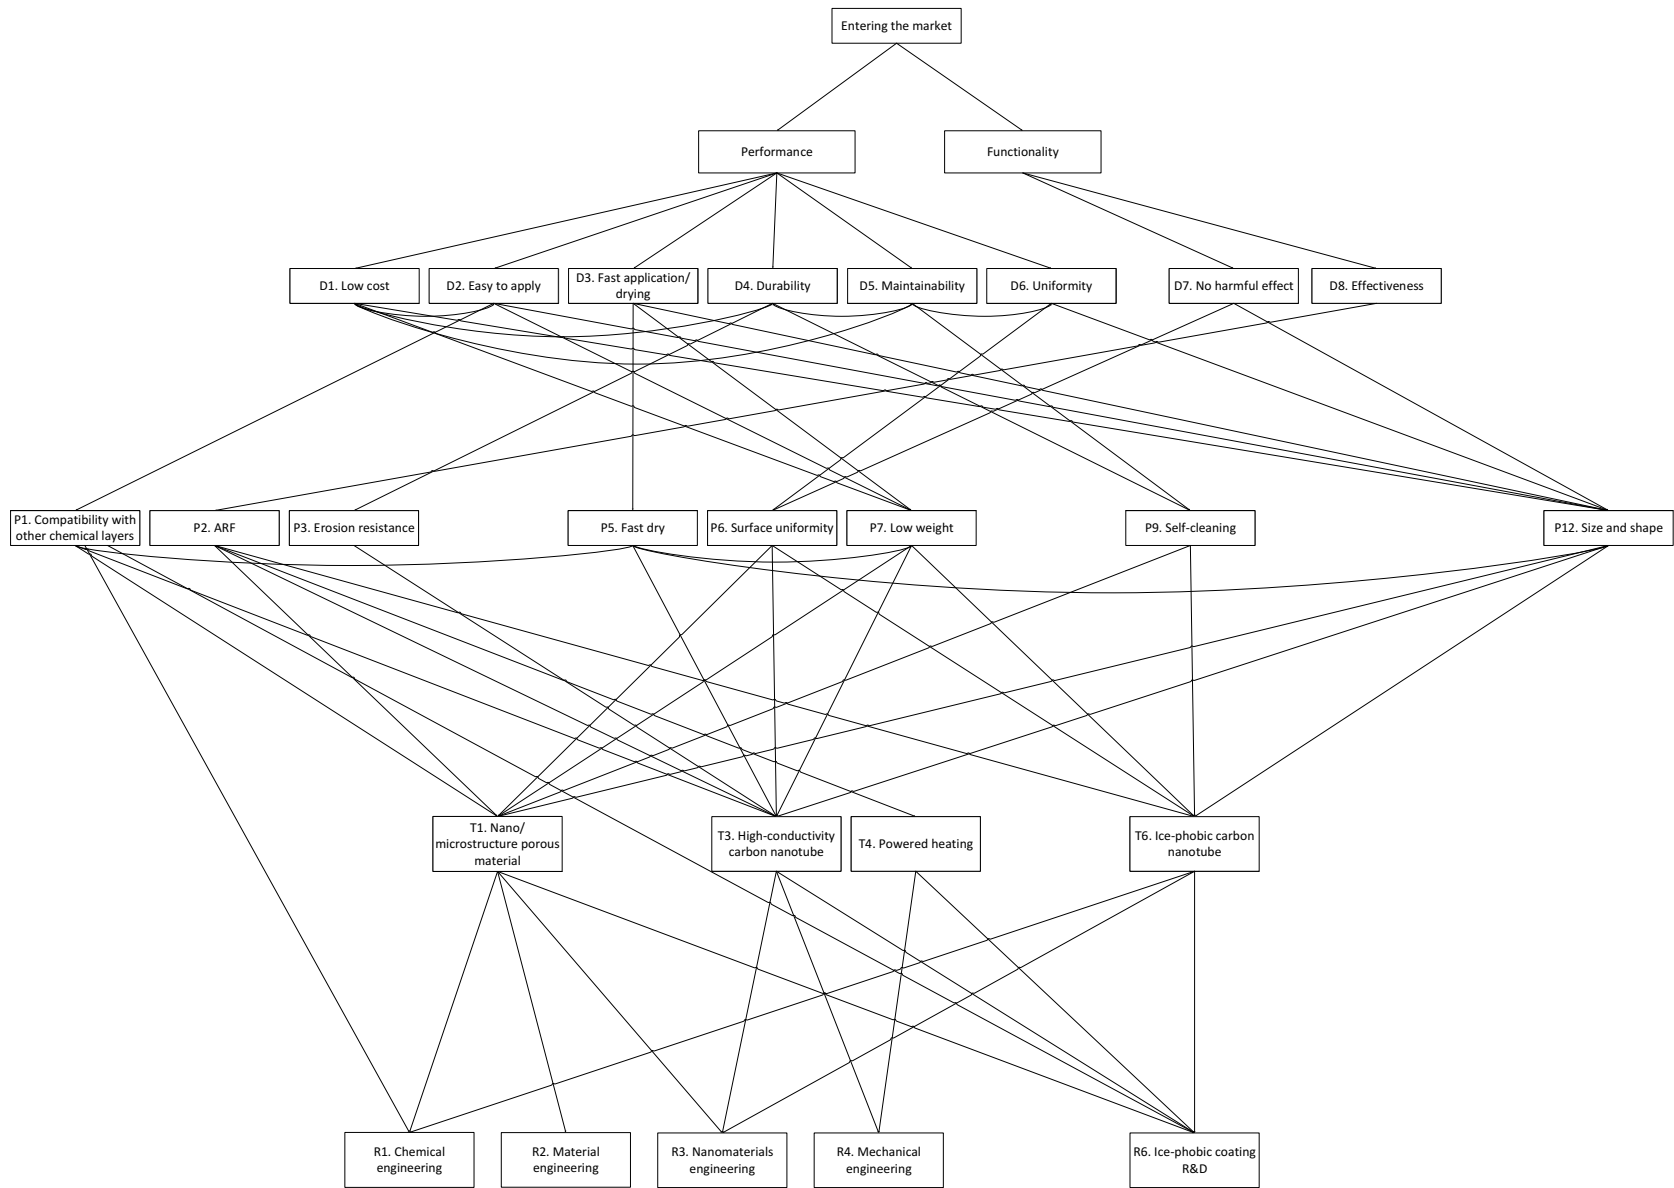 Entering the market
Performance
Functionality
D1. Low cost
D2. Easy to apply
D3. Fast application/
drying
D4. Durability
D5. Maintainability
D6. Uniformity
D7. No harmful effect
D8. Effectiveness
P1. Compatibility with
other chemical layers
P2. ARF
P3. Erosion resistance
P5. Fast dry
P6. Surface uniformity
P7. Low weight
P9. Self-cleaning
P12. Size and shape
T1. Nano/
microstructure porous
material
T3. High-conductivity
carbon nanotube
T4. Powered heating
T6. Ice-phobic carbon
nanotube
R1. Chemical
engineering
R2. Material
engineering
R3. Nanomaterials
engineering
R4. Mechanical
engineering
R6. Ice-phobic coating
R&D